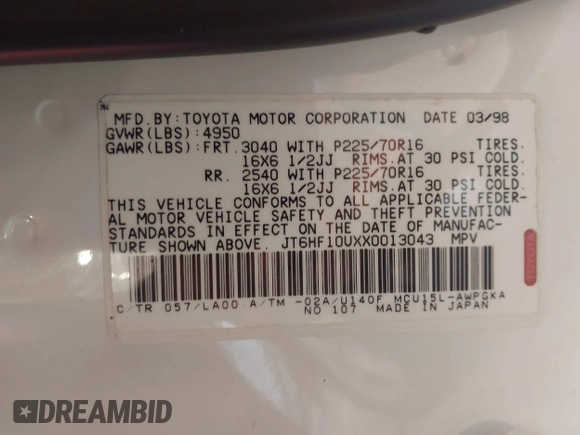 MFD. BY: TOYOTA MOTOR CORPORATION DATE 03/98
GVWR(LBS): 4950
GAWR(LBS): FRT. 3040 WITH P225/70R16 TIRES.
16X6 1/2JJ RIMS. AT 30 PSI COLD.
RR. 2540 WITH P225/70R16 TIRES.
16X6 1/2JJ RIMS. AT 30 PSI COLD.
THIS VEHICLE CONFORMS TO ALL APPLICABLE FEDER-
AL MOTOR VEHICLE SAFETY AND THEFT PREVENTION
STANDARDS IN EFFECT ON THE DATE OF MANUFAC-
TURE SHOWN ABOVE. JT6HF10UXX0013043 MPV
C/TR 057/LA00 A/TM -02A/U140F MCU15L-AWPGKA
NO 107 MADE IN JAPAN
DREAMBID